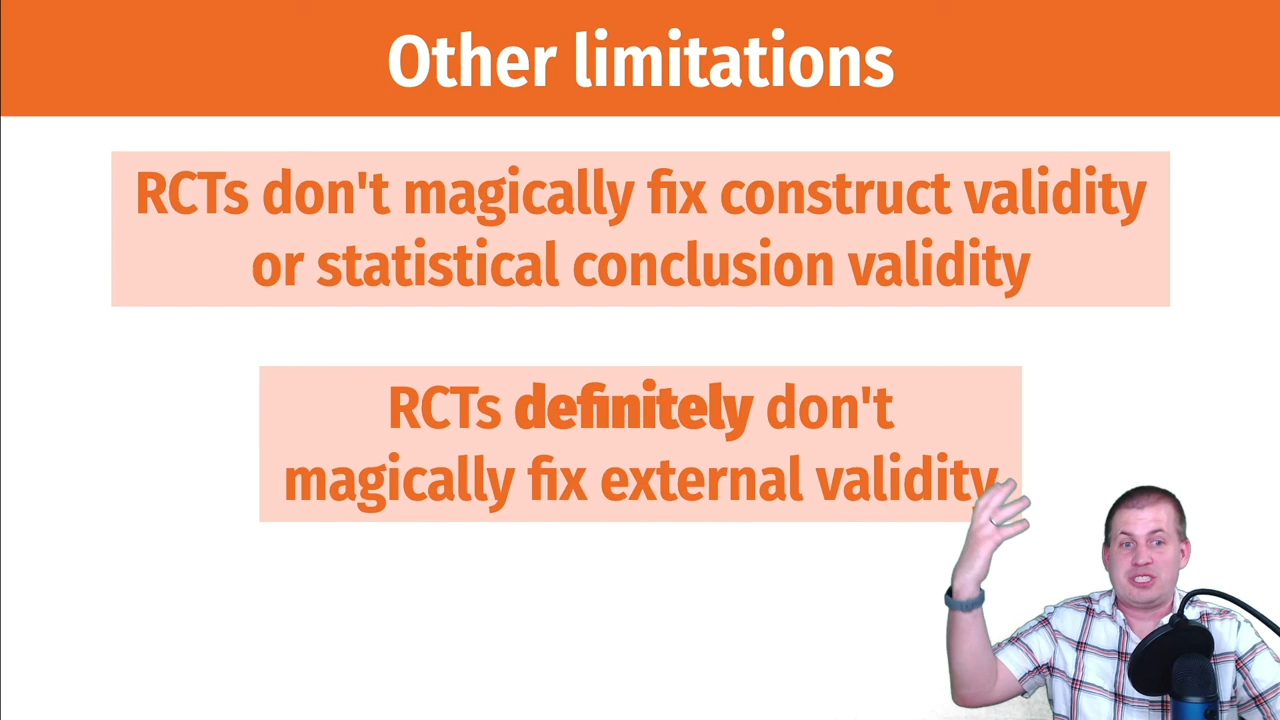 Other limitations
RCTs don't magically fix construct validity
or statistical conclusion validity
RCTs definitely don't
magically fix external validity